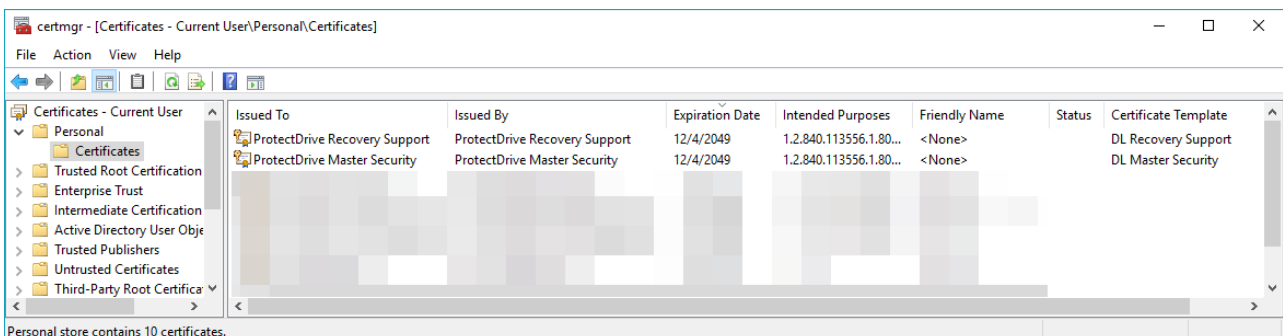 certmgr - [Certificates - Current User\Personal\Certificates]
File Action View Help
Certificates - Current User
Personal
Certificates
Trusted Root Certification
Enterprise Trust
Intermediate Certification
Active Directory User Obje
Trusted Publishers
Untrusted Certificates
Third-Party Root Certificat
Issued To Issued By Expiration Date Intended Purposes Friendly Name Status Certificate Template
ProtectDrive Recovery Support ProtectDrive Recovery Support 12/4/2049 1.2.840.113556.1.80... <None> DL Recovery Support
ProtectDrive Master Security ProtectDrive Master Security 12/4/2049 1.2.840.113556.1.80... <None> DL Master Security
Personal store contains 10 certificates.